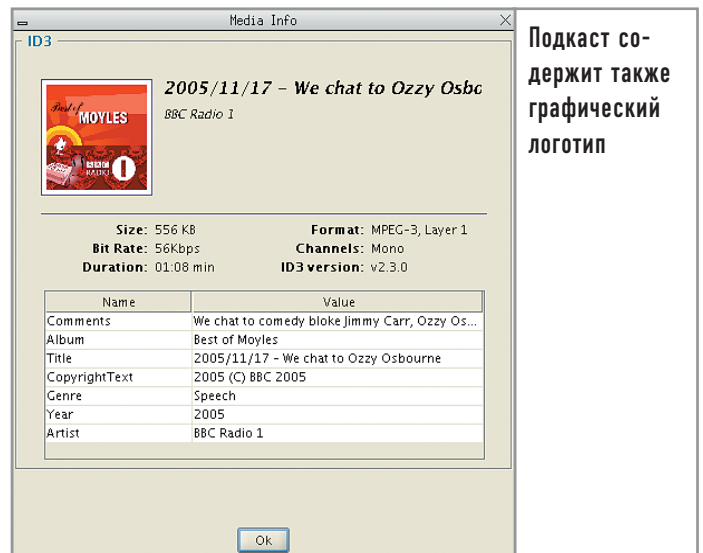 Media Info
ID3
2005/11/17 - We chat to Ozzy Osbo
BBC Radio 1
Best of
MOYLES
BBC
RADIO 1
Size: 556 KB
Format: MPEG-3, Layer 1
Bit Rate: 56Kbps
Channels: Mono
Duration: 01:08 min
ID3 version: v2.3.0
Name Value
Comments We chat to comedy bloke Jimmy Carr, Ozzy Os...
Album Best of Moyles
Title 2005/11/17 - We chat to Ozzy Osbourne
CopyrightText 2005 (C) BBC 2005
Genre Speech
Year 2005
Artist BBC Radio 1
Ok
Подкаст со-
держит также
графический
логотип